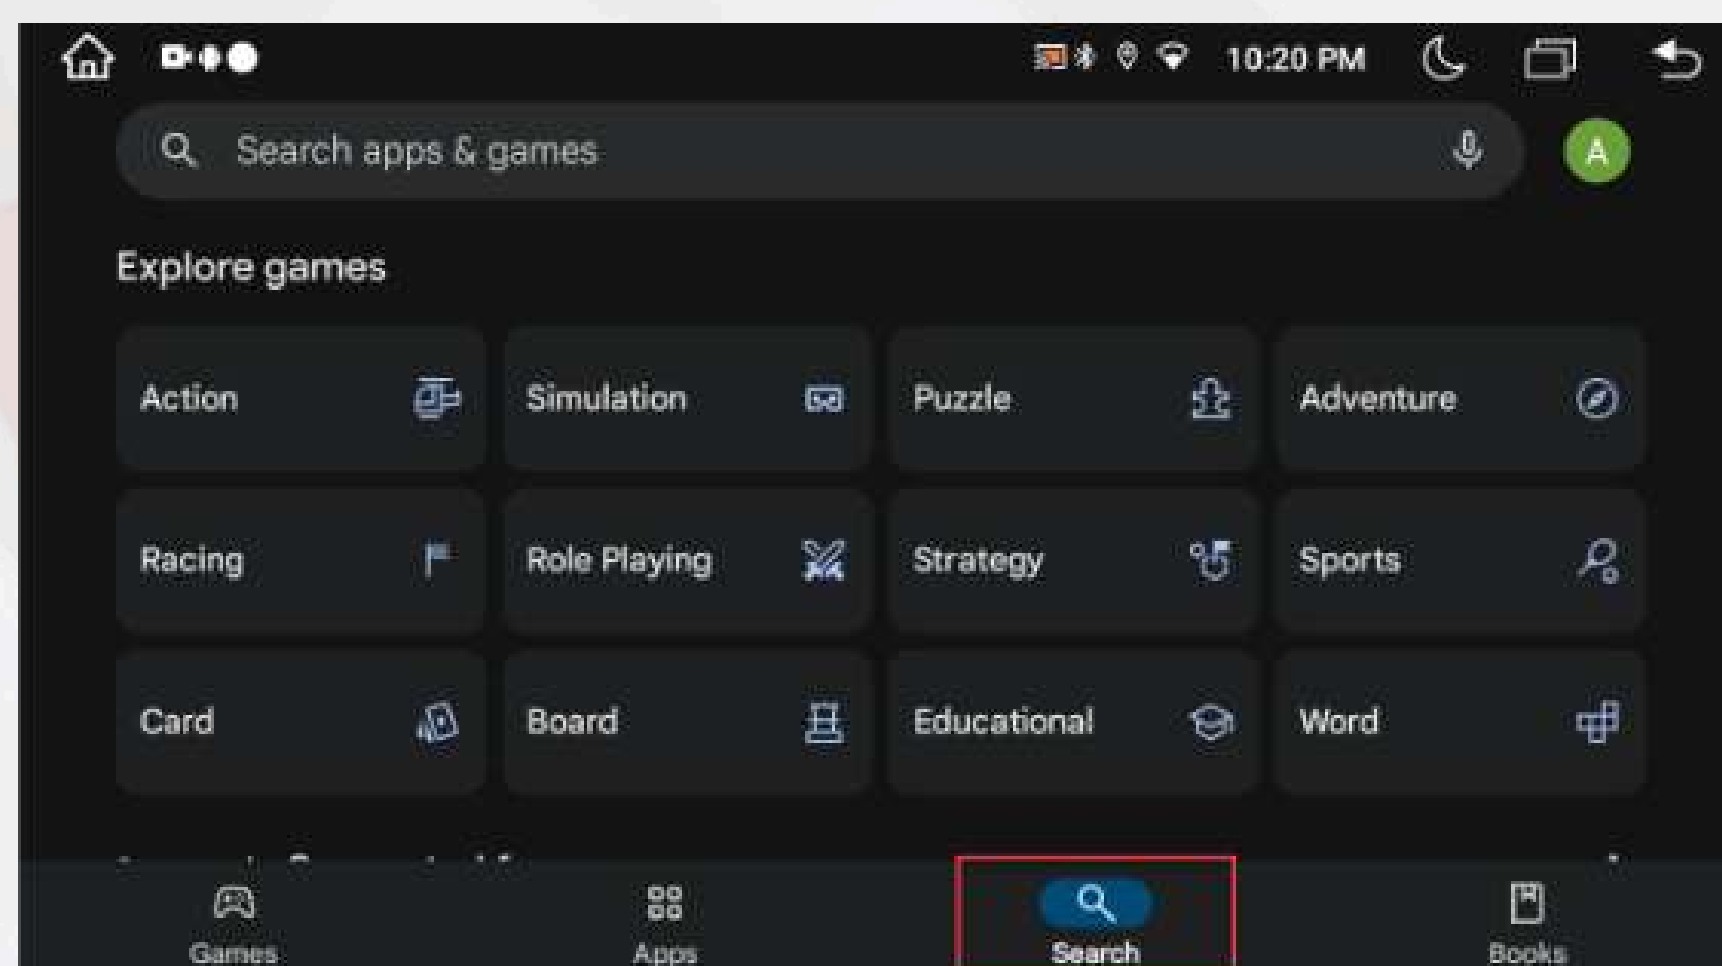 10:20 PM
Search apps & games
A
Explore games
Action
Simulation
Puzzle
Adventure
Racing
Role Playing
Strategy
Sports
Card
Board
Educational
Word
Games
Apps
Search
Books